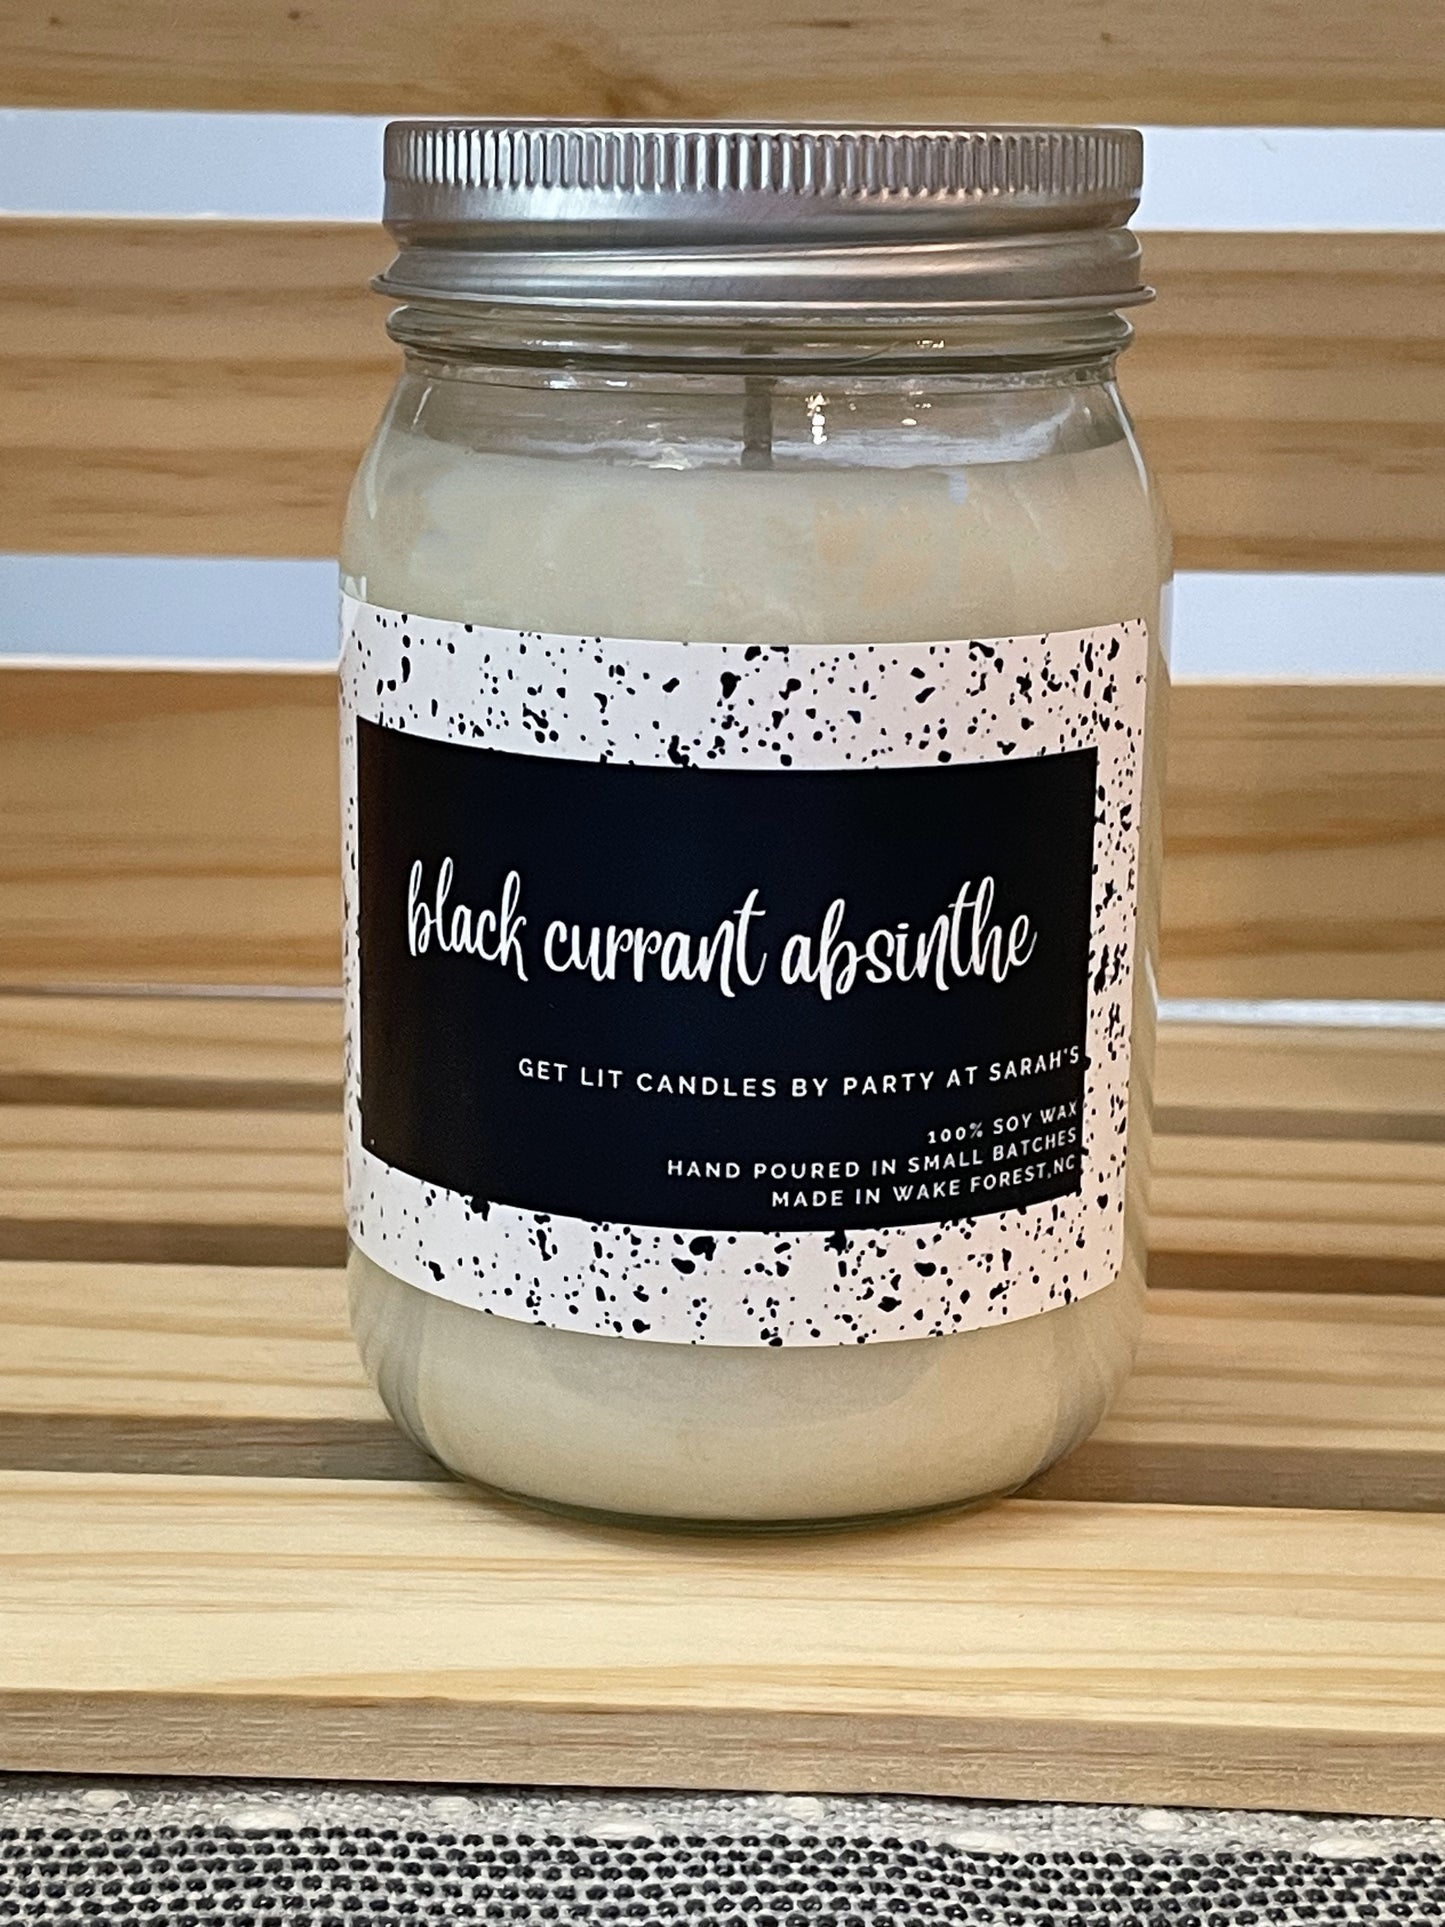 black currant absinthe
GET LIT CANDLES BY PARTY AT SARAH'S
100% SOY WAX
HAND POURED IN SMALL BATCHES
MADE IN WAKE FOREST,NC